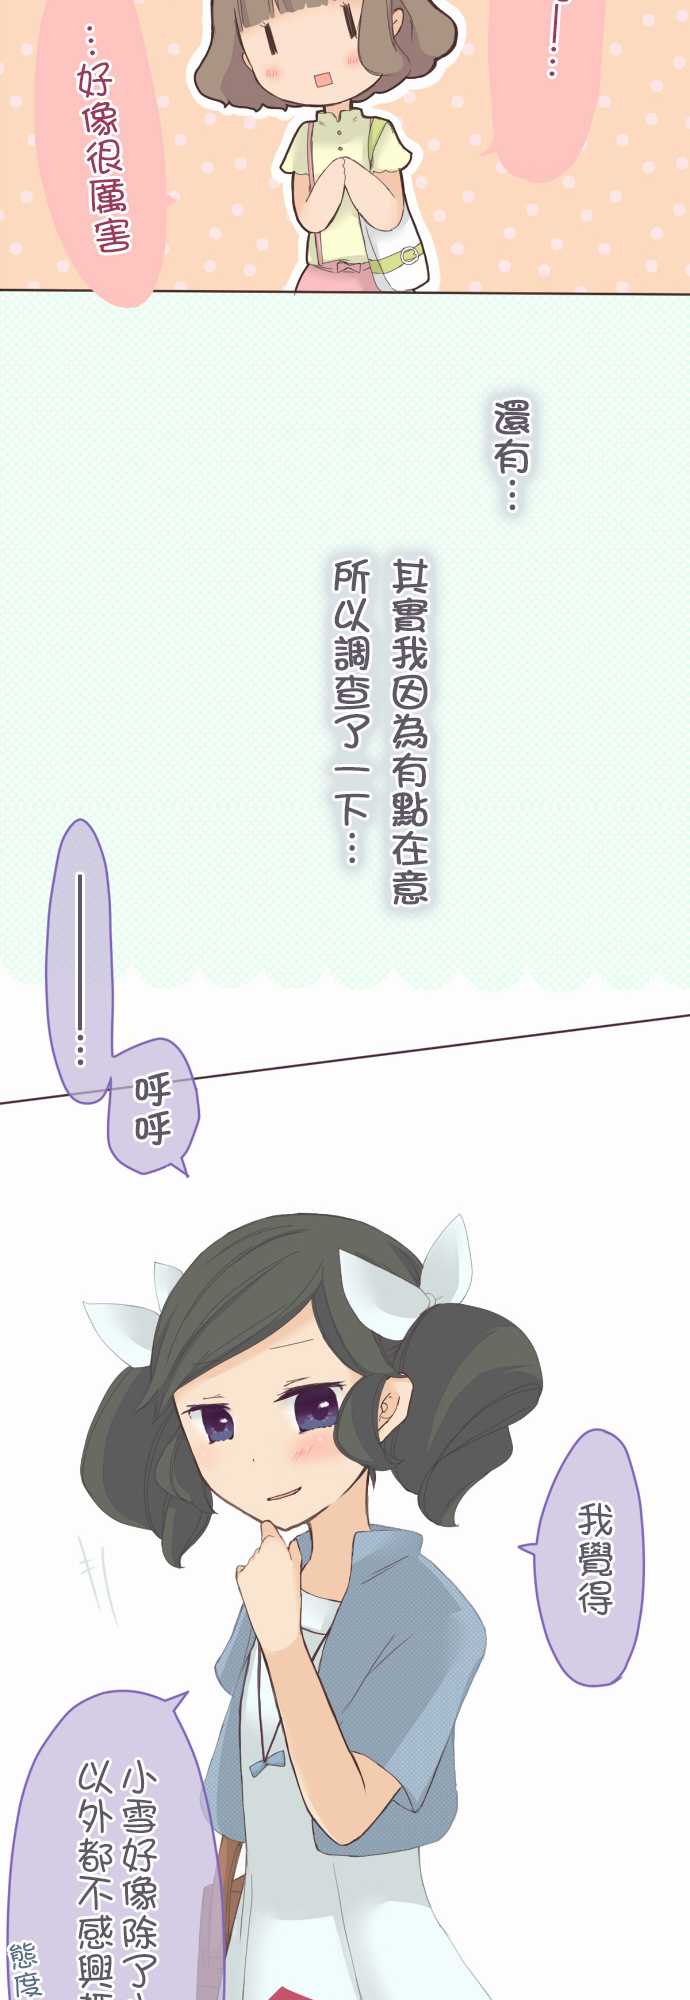 …好像很厲害
還有…
其實我因為有點在意
所以調查了一下…
——…
呼呼
我覺得
小雪好像除了
以外都不感興
態度